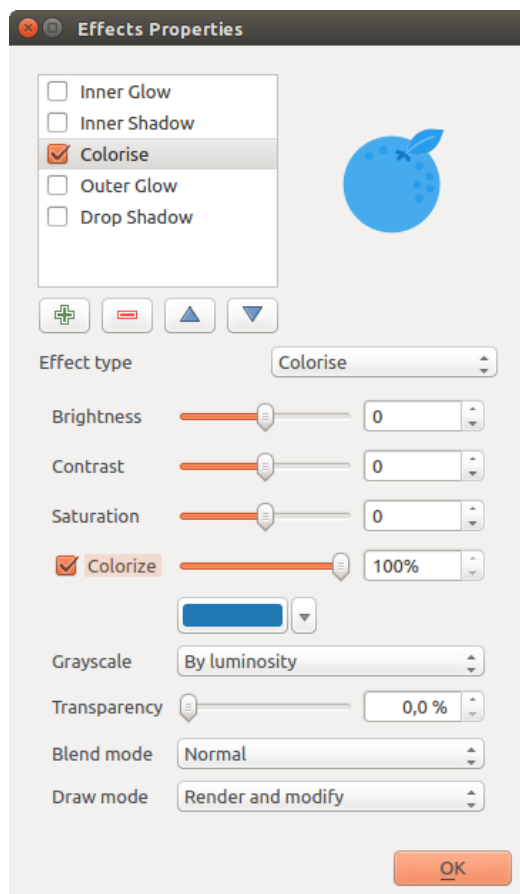 Effects Properties
Inner Glow
Inner Shadow
Colorise
Outer Glow
Drop Shadow
Effect type Colorise
Brightness 0
Contrast 0
Saturation 0
Colorize 100%
Grayscale By luminosity
Transparency 0,0 %
Blend mode Normal
Draw mode Render and modify
OK